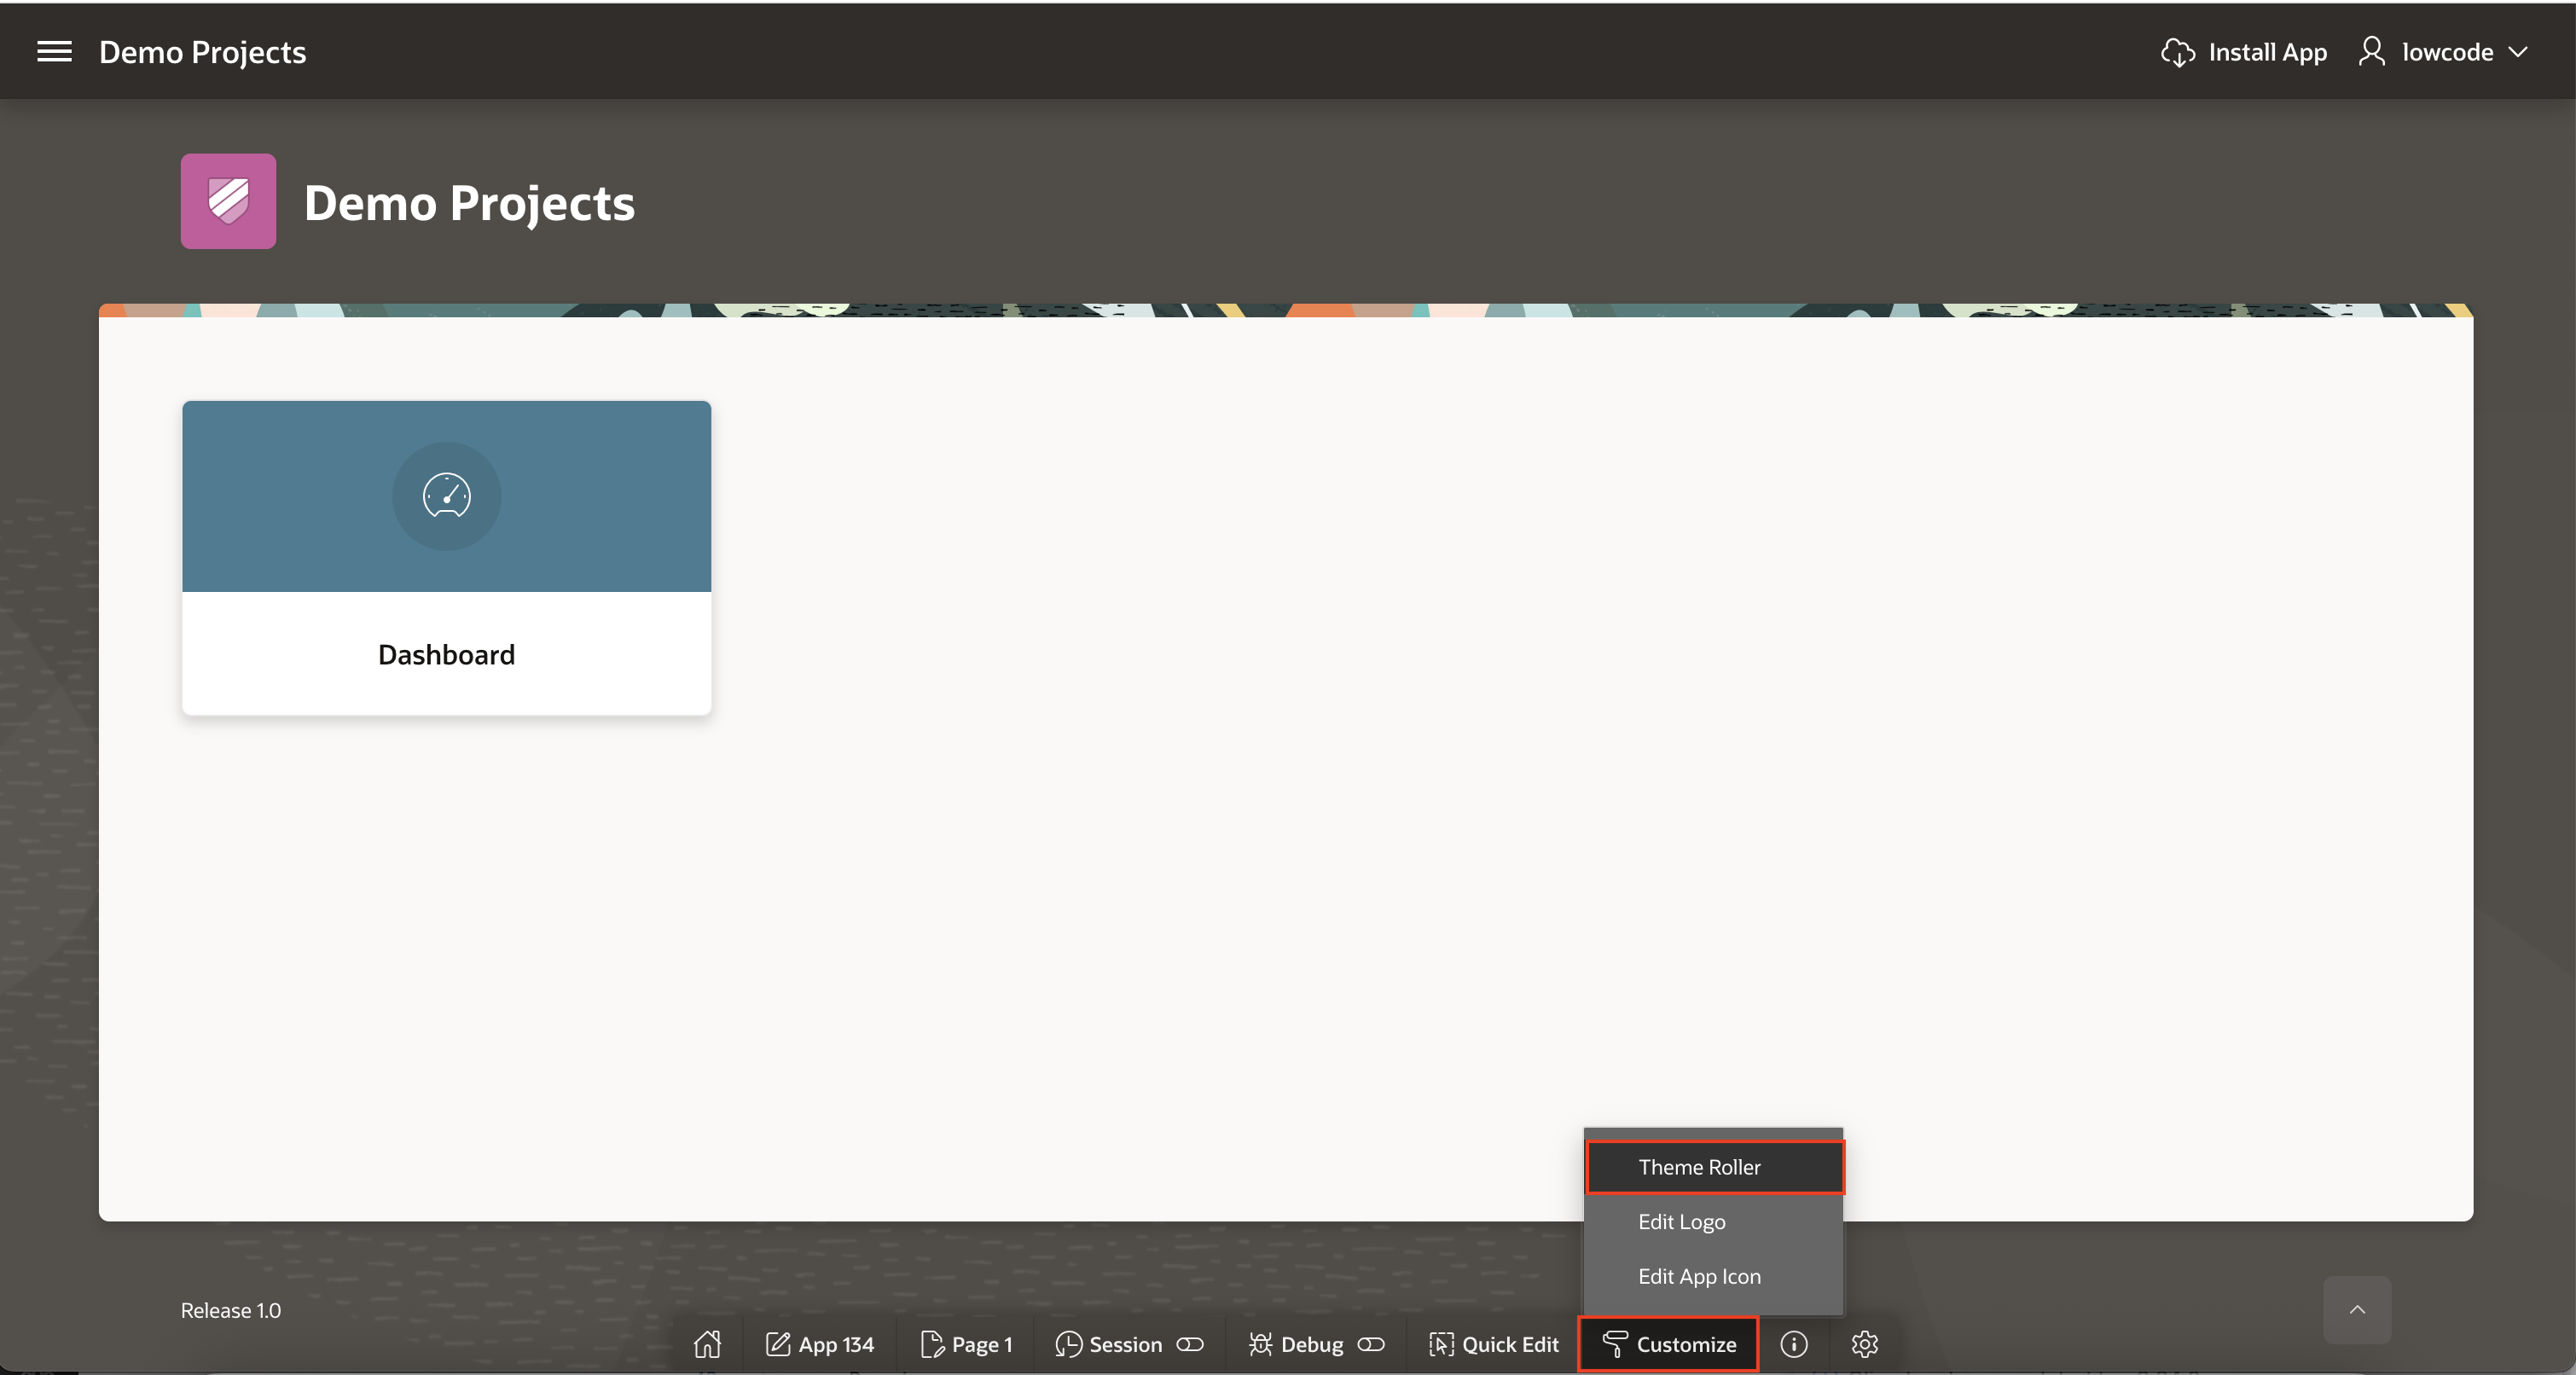 Demo Projects
Install App
lowcode
Demo Projects
Dashboard
Theme Roller
Edit Logo
Edit App Icon
Release 1.0
App 134
Page 1
Session
Debug
Quick Edit
Customize